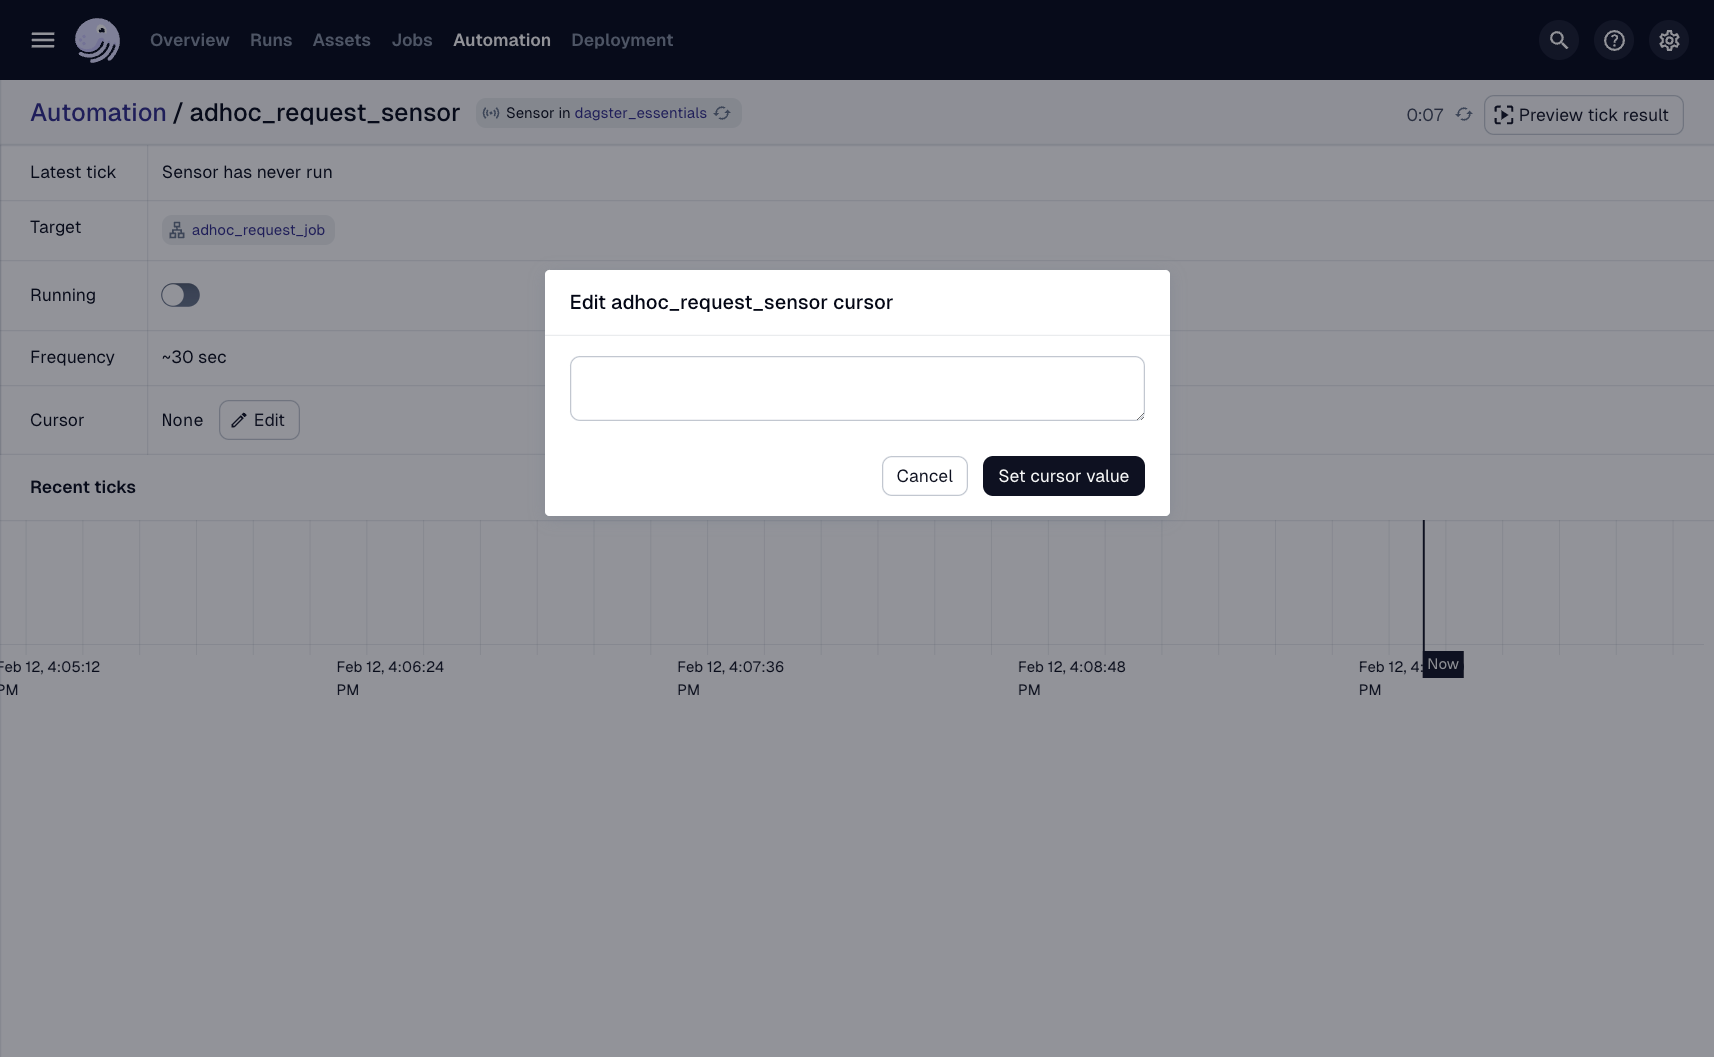 Overview Runs Assets Jobs Automation Deployment
Automation / adhoc_request_sensor Sensor in dagster_essentials 0:07 Preview tick result
Latest tick Sensor has never run
Target adhoc_request_job
Running
Frequency ~30 sec
Cursor None Edit
Edit adhoc_request_sensor cursor
Cancel Set cursor value
Recent ticks
Feb 12, 4:05:12 PM
Feb 12, 4:06:24 PM
Feb 12, 4:07:36 PM
Feb 12, 4:08:48 PM
Feb 12, 4: PM
Now